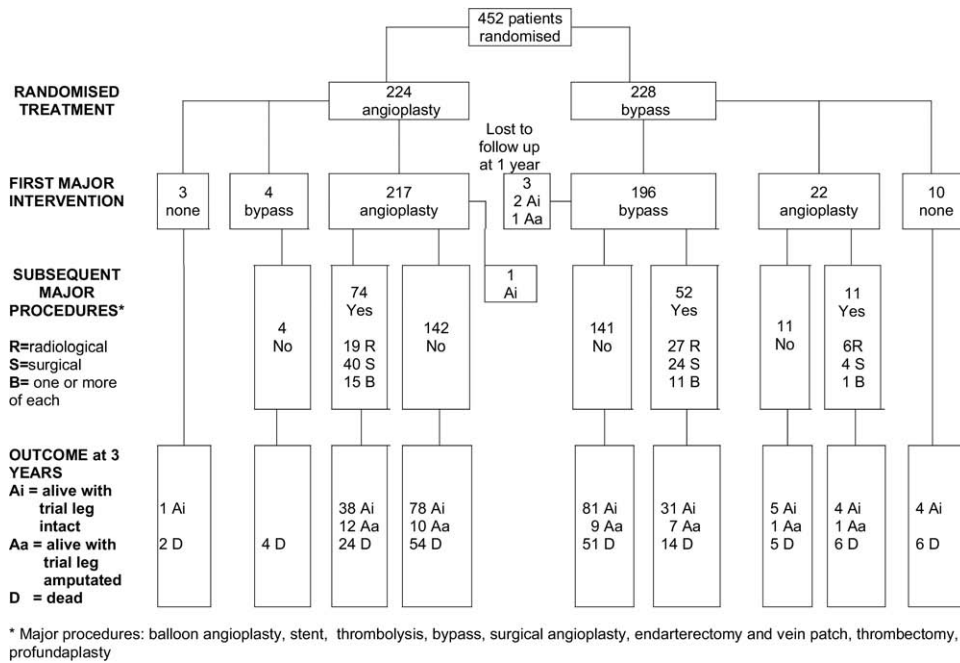 452 patients
randomised
RANDOMISED
TREATMENT
224
angioplasty
228
bypass
Lost to
follow up
at 1 year
FIRST MAJOR
INTERVENTION
3
none
4
bypass
217
angioplasty
3
2 Ai
1 Aa
196
bypass
22
angioplasty
10
none
SUBSEQUENT
MAJOR
PROCEDURES*
R=radiological
S=surgical
B= one or more
of each
4
No
74
Yes
19 R
40 S
15 B
142
No
1
Ai
141
No
52
Yes
27 R
24 S
11 B
11
No
11
Yes
6R
4 S
1 B
OUTCOME at 3
YEARS
Ai = alive with
trial leg
intact
Aa = alive with
trial leg
amputated
D = dead
1 Ai
2 D
4 D
38 Ai
12 Aa
24 D
78 Ai
10 Aa
54 D
81 Ai
9 Aa
51 D
31 Ai
7 Aa
14 D
5 Ai
1 Aa
5 D
4 Ai
1 Aa
6 D
4 Ai
6 D
* Major procedures: balloon angioplasty, stent, thrombolysis, bypass, surgical angioplasty, endarterectomy and vein patch, thrombectomy,
profundaplasty